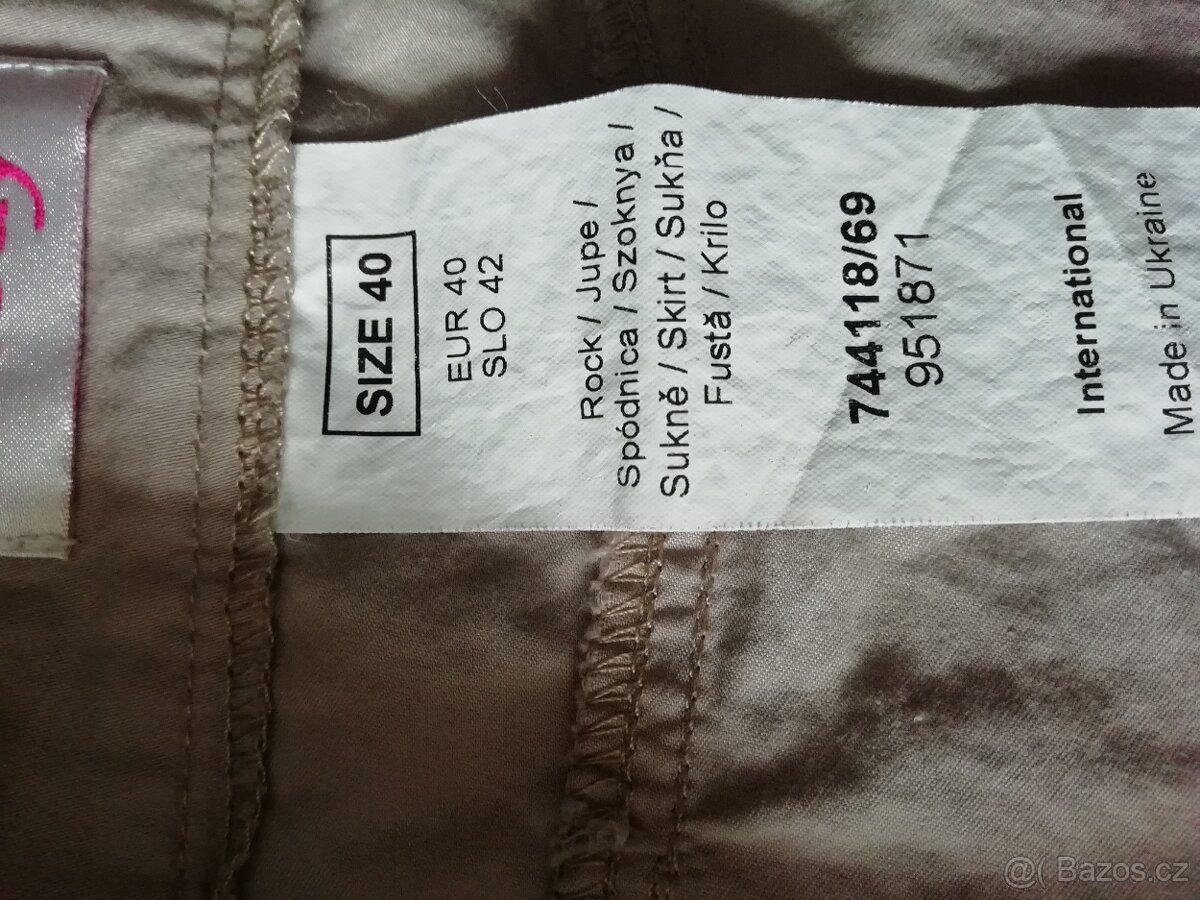 SIZE 40
EUR 40
SLO 42
Rock / Jupe /
Spódnica / Szoknya /
Sukně / Skirt / Sukňa /
Fustă / Krilo
744118/69
951871
International
Made in Ukraine
@( Bazos.cz